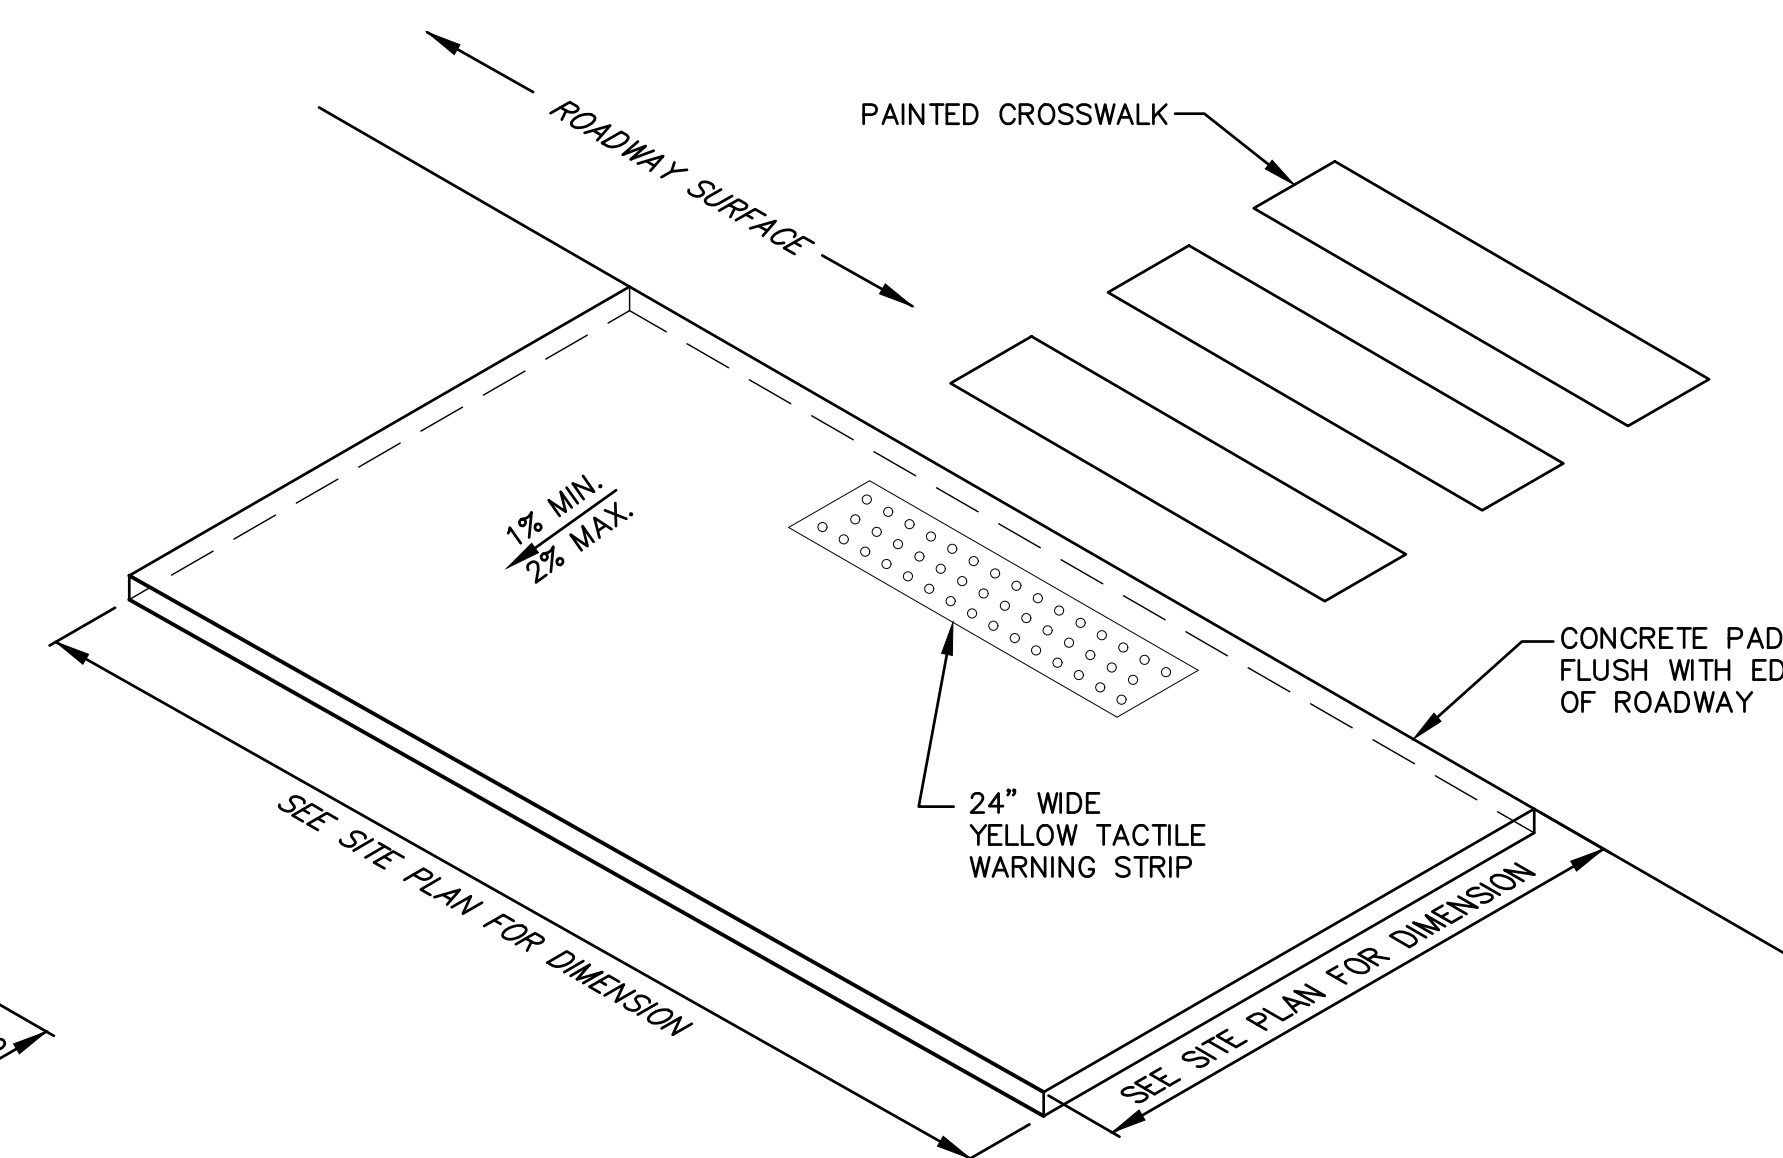 ROADWAY SURFACE
PAINTED CROSSWALK
1% MIN.
2% MAX.
CONCRETE PAD
FLUSH WITH
OF ROADWAY
24" WIDE
YELLOW TACTILE
WARNING STRIP
SEE SITE PLAN FOR DIMENSION
SEE SITE PLAN FOR DIMENSION